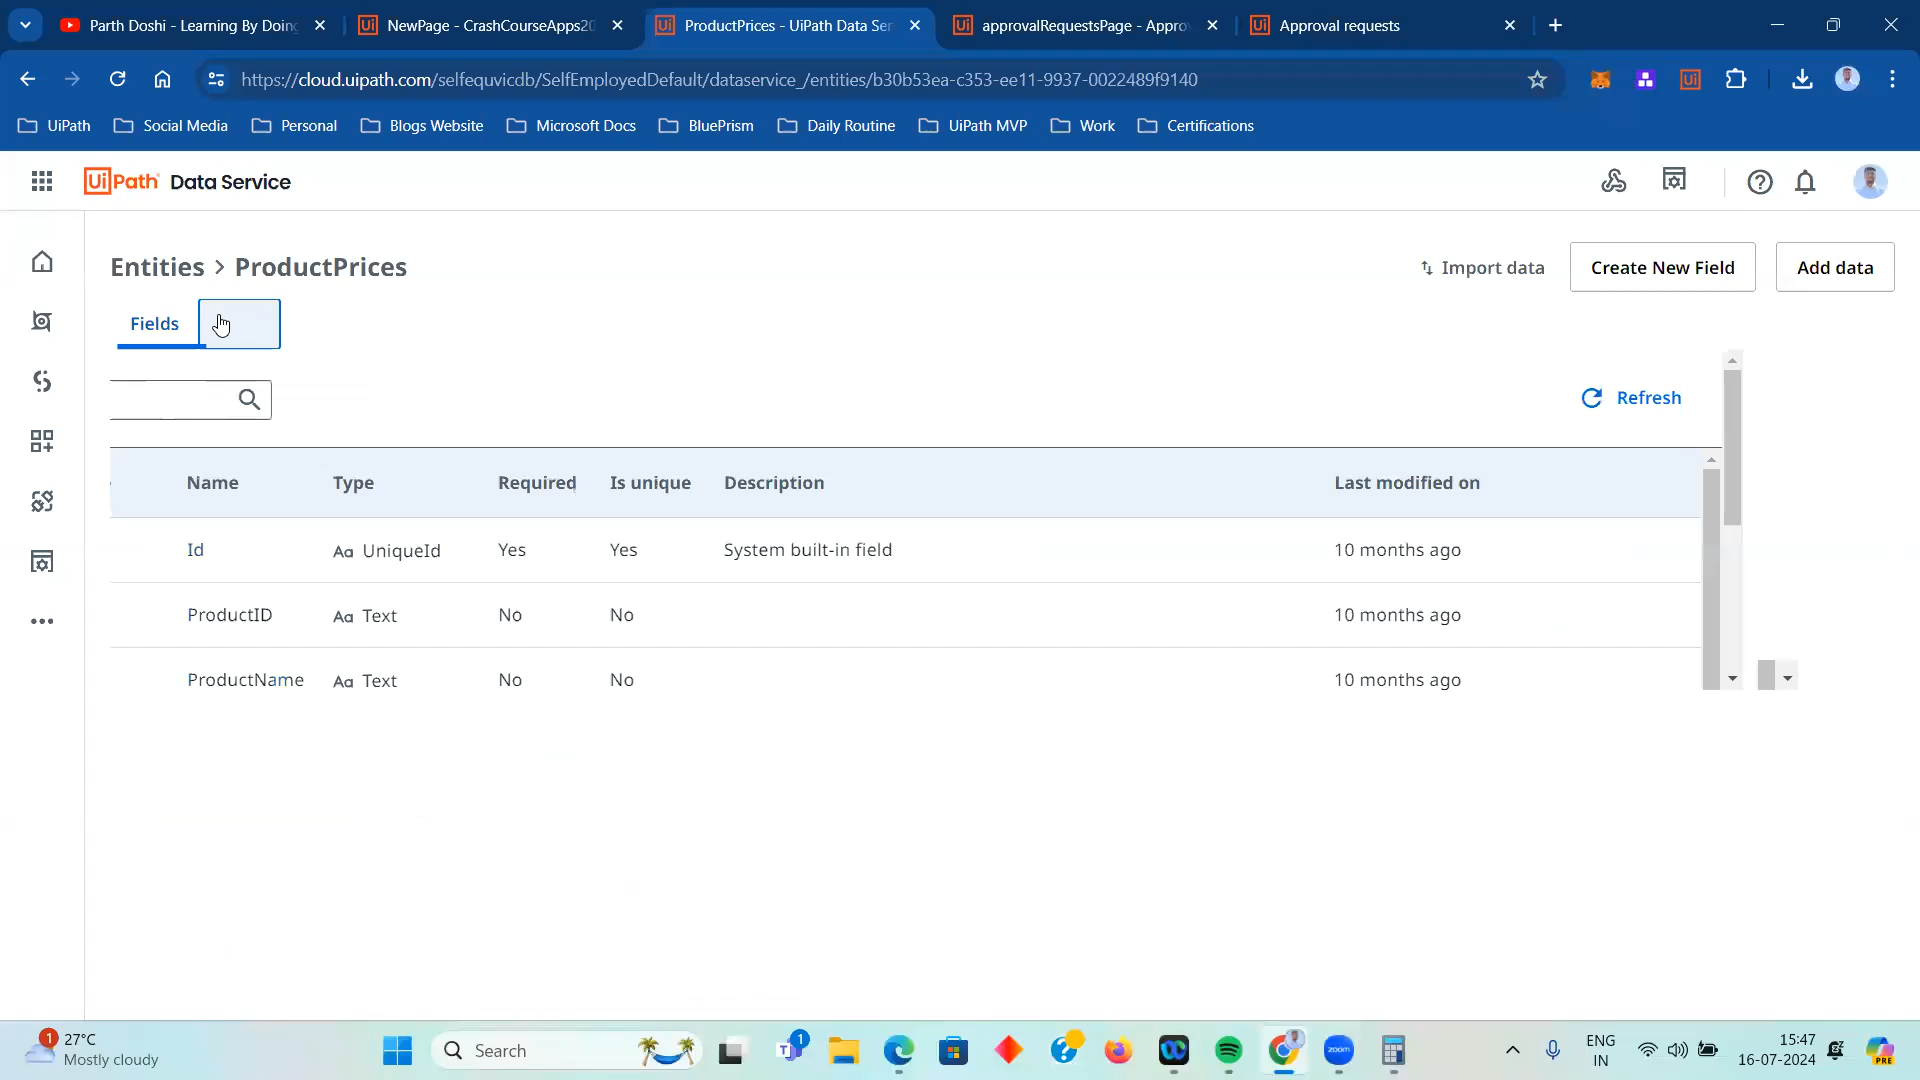 Parth Doshi - Learning By Doing
NewPage - CrashCourseApps20
ProductPrices - UiPath Data Ser
approvalRequestsPage - Appro
Approval requests
https://cloud.uipath.com/selfequvicdb/SelfEmployedDefault/dataservice_/entities/b30b53ea-c353-ee11-9937-0022489f9140
UiPath
Social Media
Personal
Blogs Website
Microsoft Docs
BluePrism
Daily Routine
UiPath MVP
Work
Certifications
UiPath Data Service
Entities > ProductPrices
Import data
Create New Field
Add data
Fields
Refresh
Name Type Required Is unique Description Last modified on
Id Aa UniqueId Yes Yes System built-in field 10 months ago
ProductID Aa Text No No 10 months ago
ProductName Aa Text No No 10 months ago
1
27°C
Mostly cloudy
Search
1
zoom
PRE
ENG
IN
15:47
16-07-2024